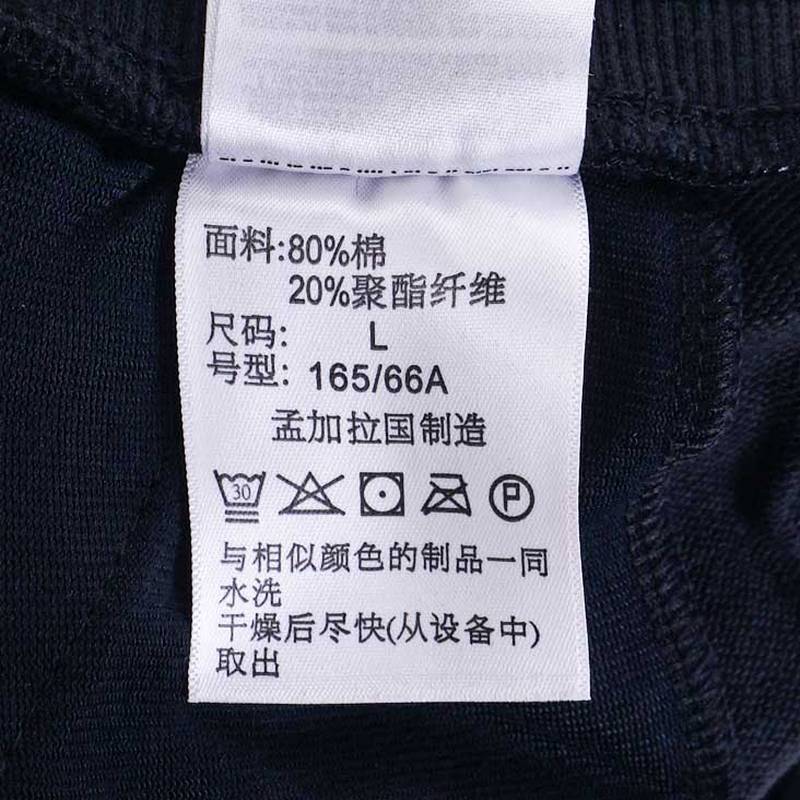 面料:80%棉
20%聚酯纤维
尺码: L
号型: 165/66A
孟加拉国制造
30
P
与相似颜色的制品一同
水洗
干燥后尽快(从设备中)
取出